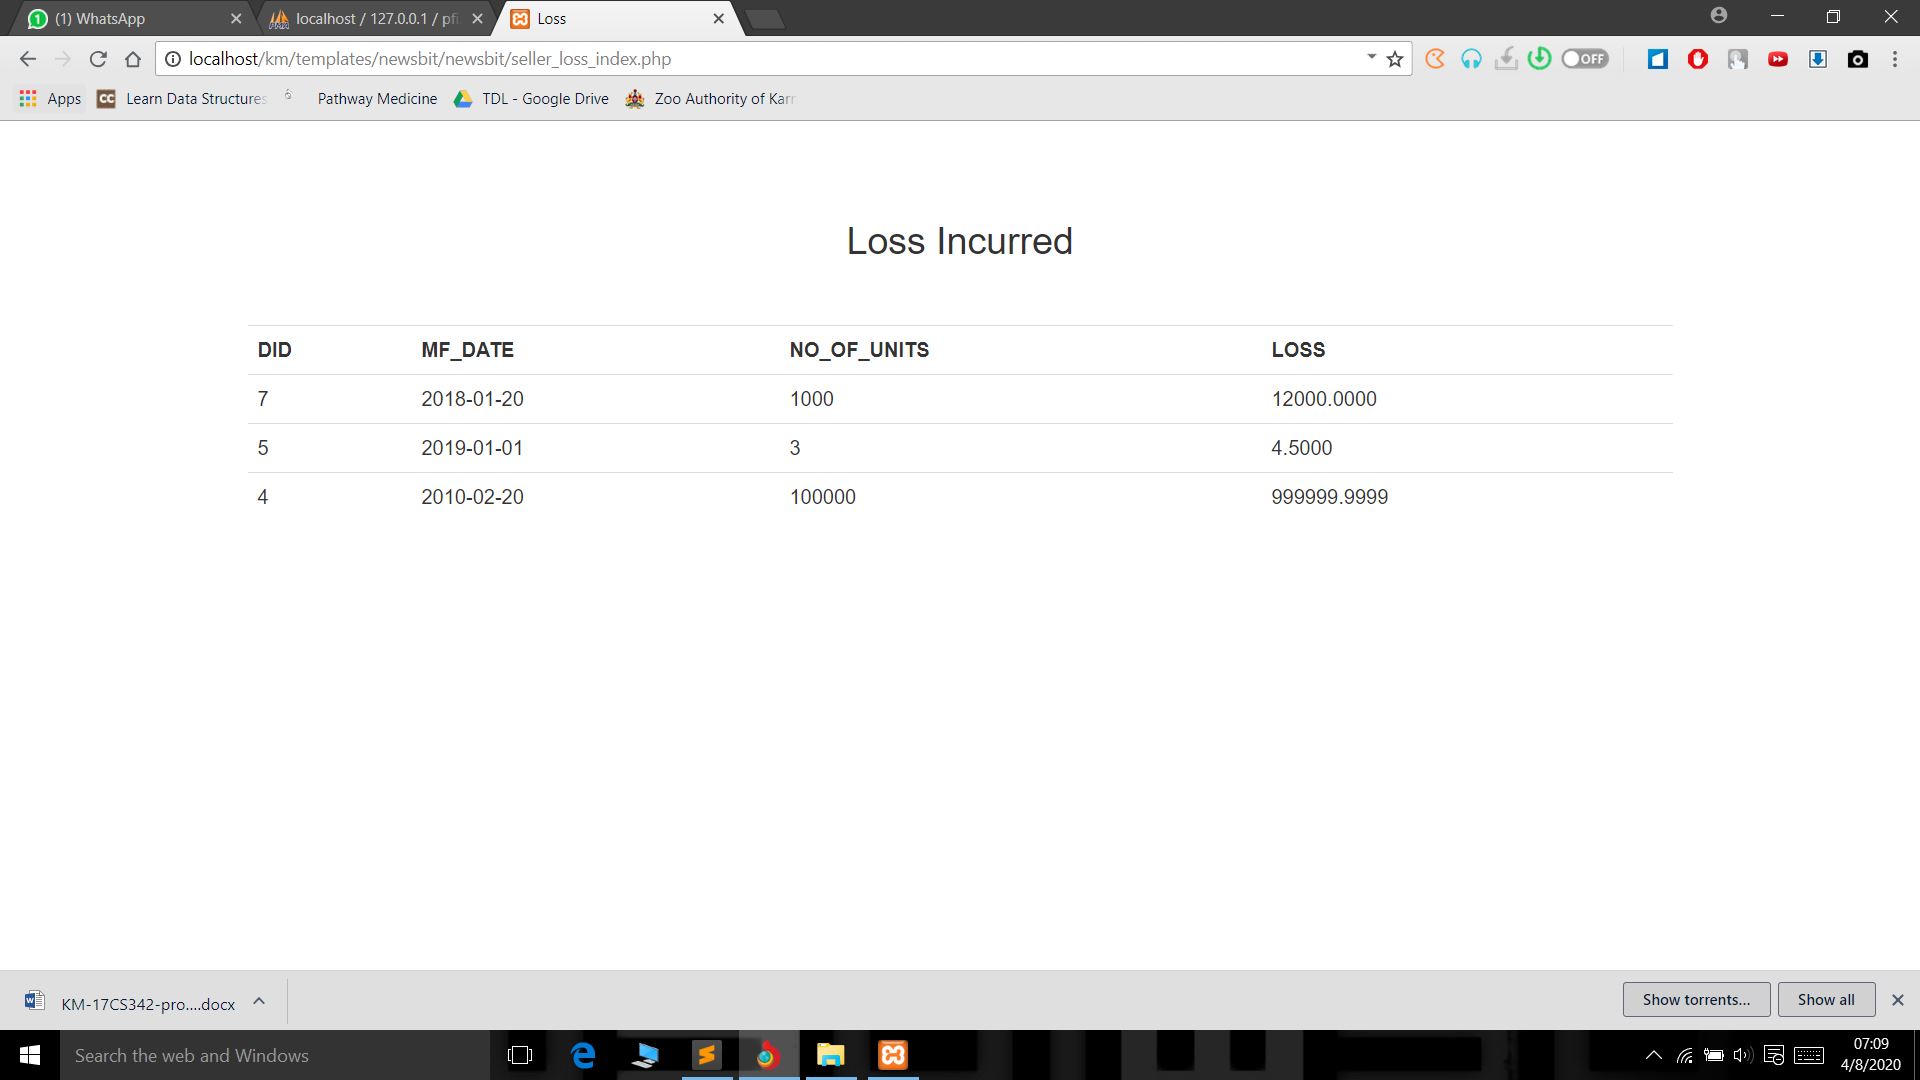 (1) WhatsApp
localhost / 127.0.0.1 / pfi
Loss
localhost/km/templates/newsbit/newsbit/seller_loss_index.php
OFF
Apps
CC
Learn Data Structures
Pathway Medicine
TDL - Google Drive
Zoo Authority of Karn
Loss Incurred
DID MF_DATE NO_OF_UNITS LOSS
7 2018-01-20 1000 12000.0000
5 2019-01-01 3 4.5000
4 2010-02-20 100000 999999.9999
KM-17CS342-pro....docx
Show torrents...
Show all
Search the web and Windows
07:09
4/8/2020